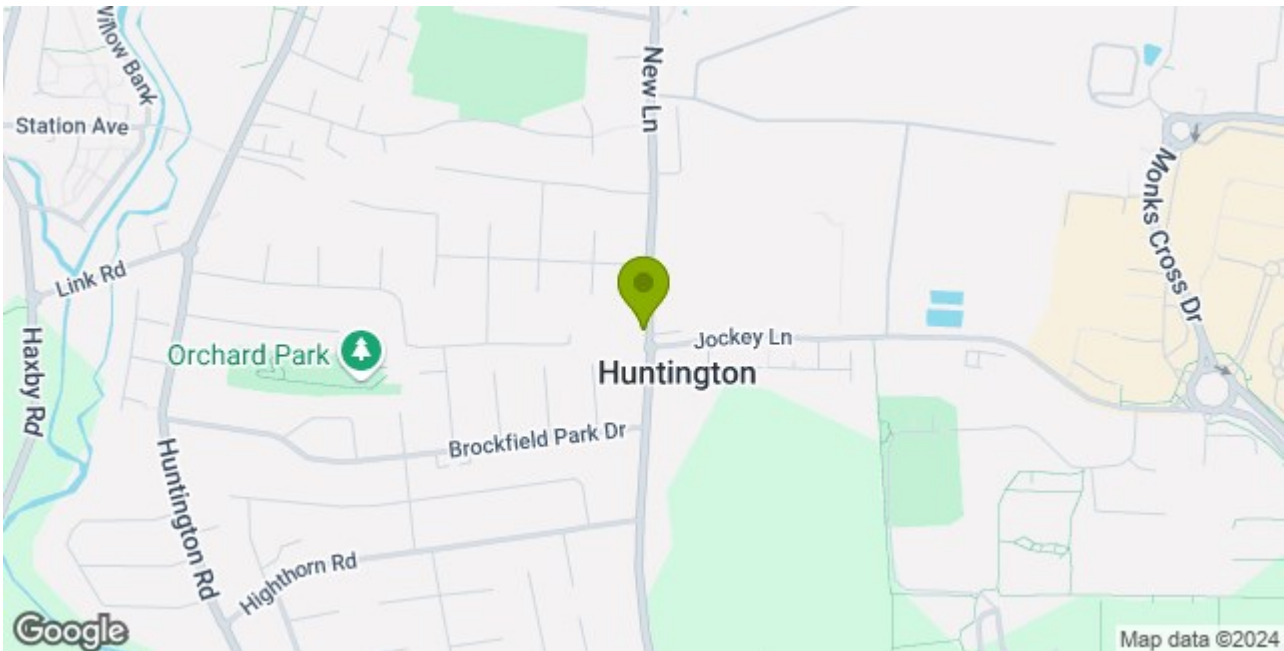 Willow Bank
Station Ave
New Ln
Monks Cross Dr
Link Rd
Haxby Rd
Orchard Park
Jockey Ln
Huntington
Brockfield Park Dr
Huntington Rd
Highthorn Rd
Google
Map data ©2024